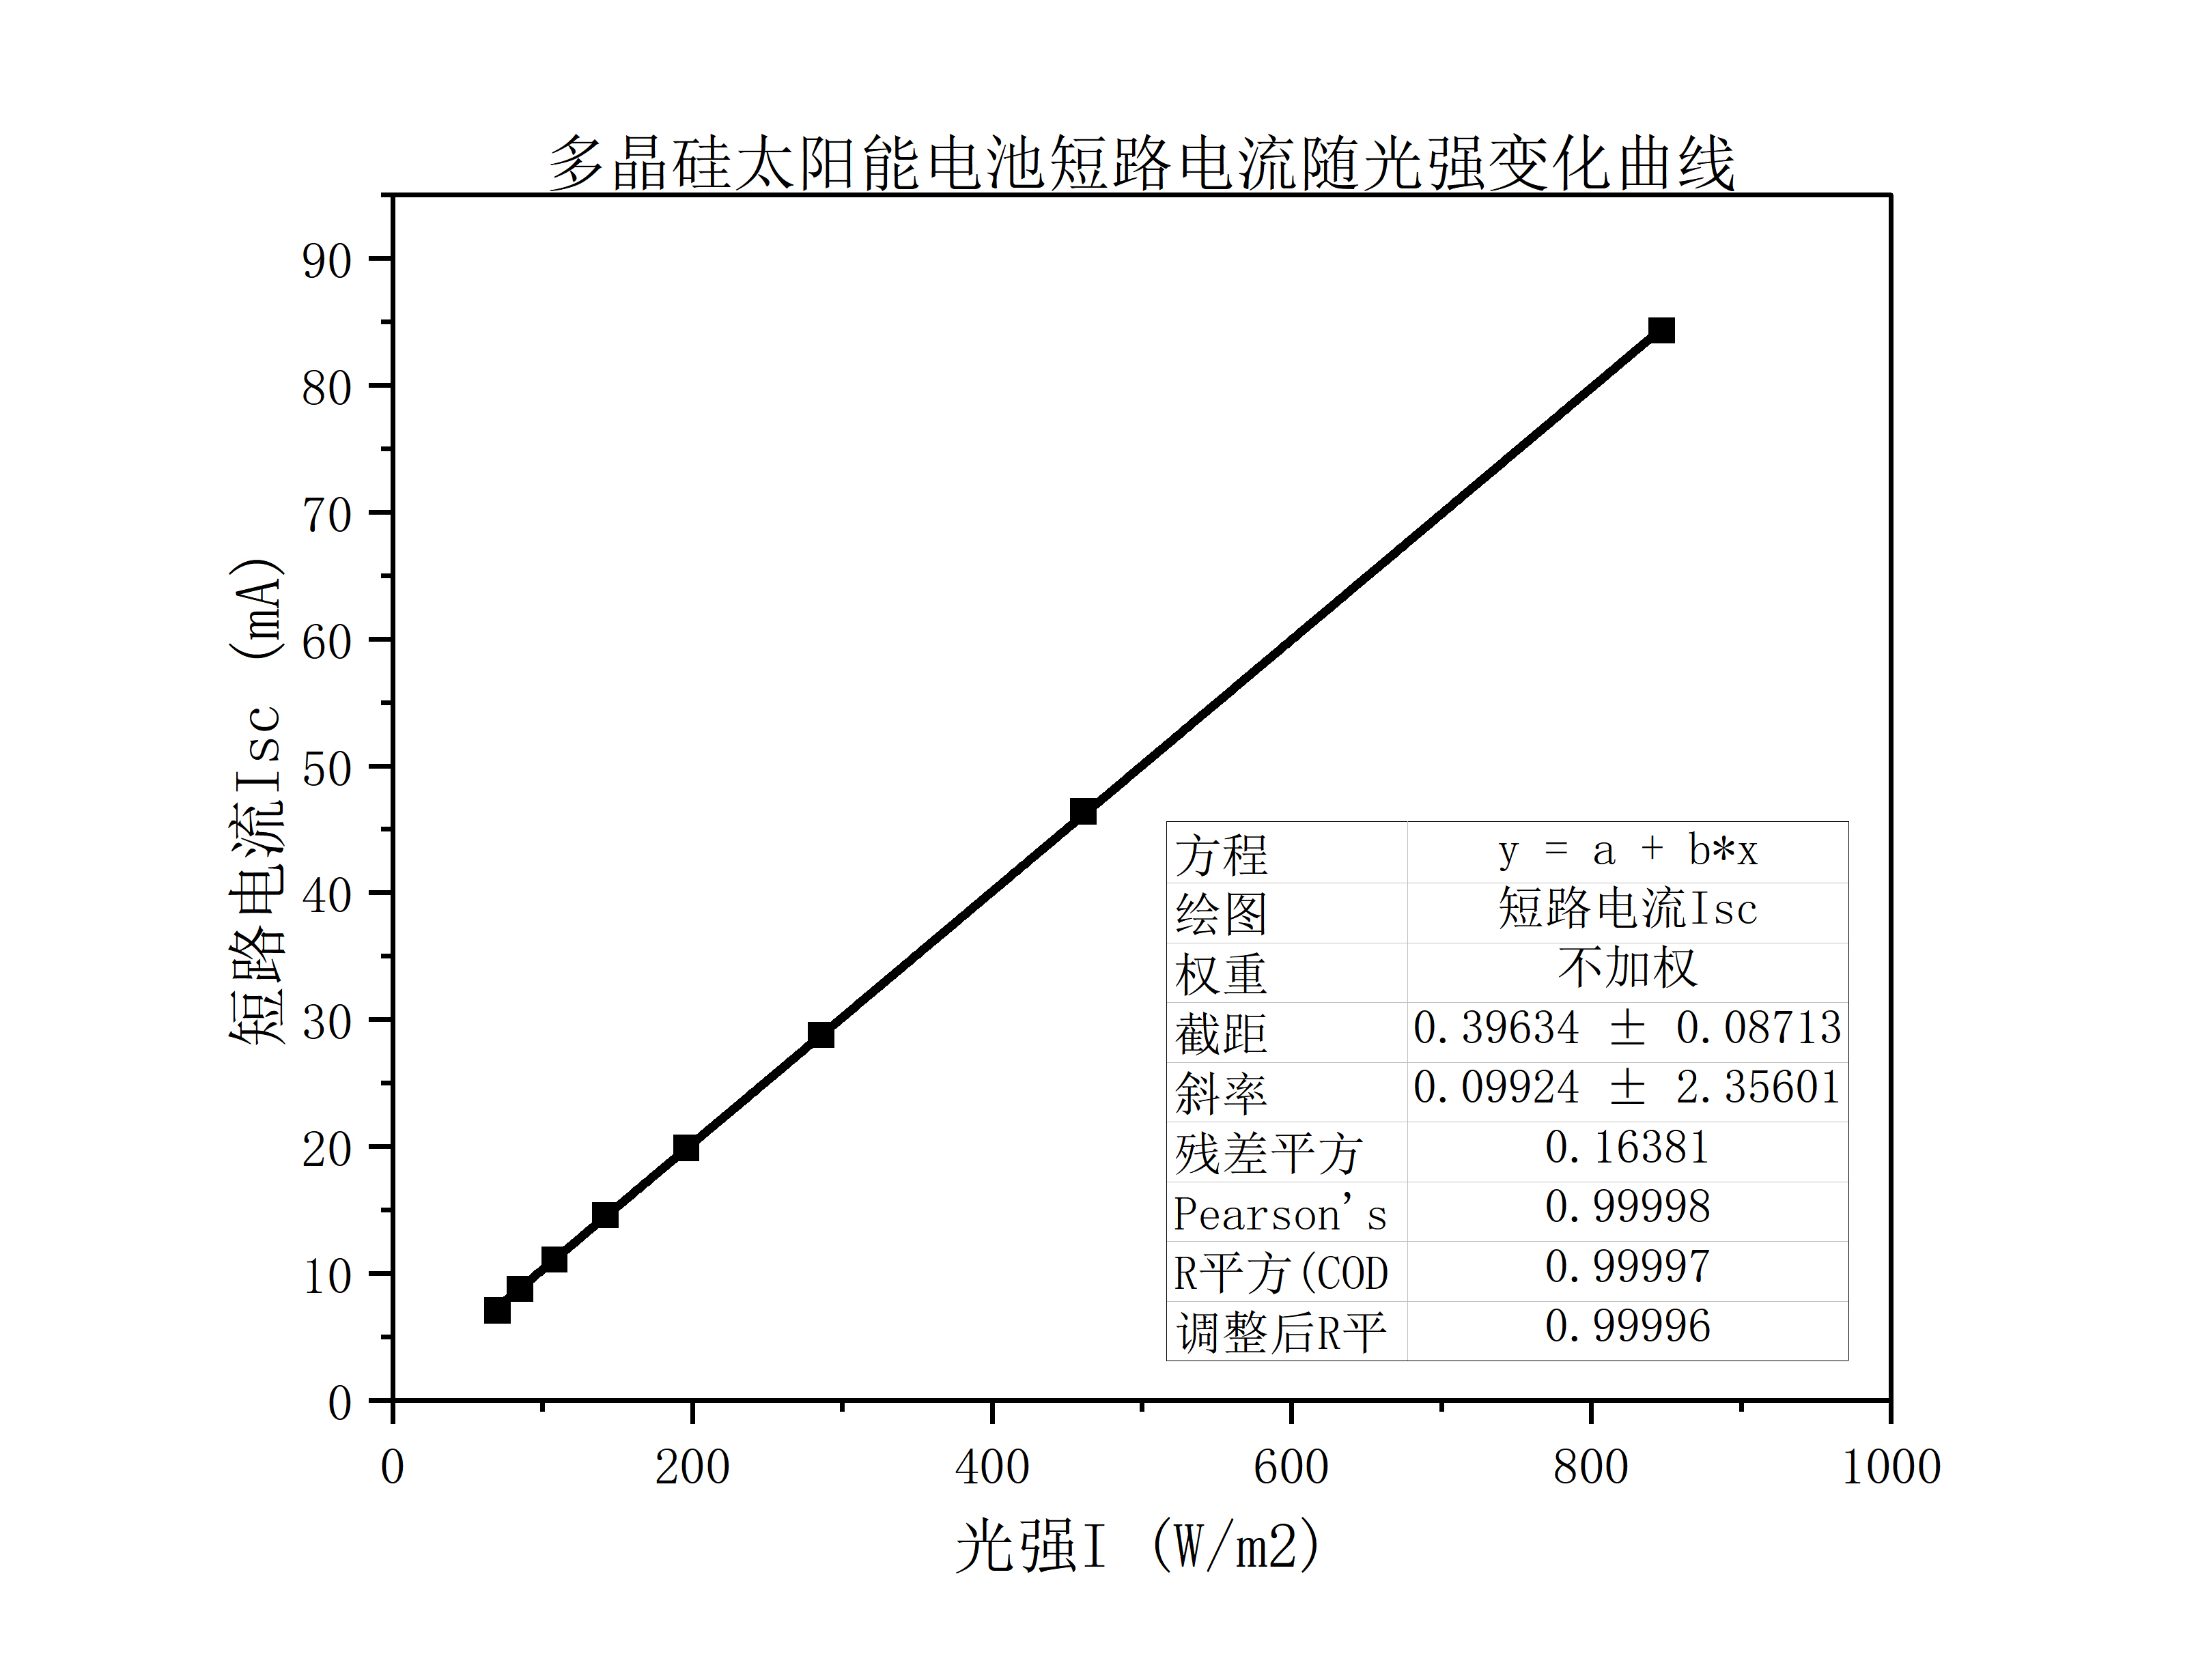 多晶硅太阳能电池短路电流随光强变化曲线
短路电流Isc (mA)
90
80
70
60
50
40
30
20
10
0
方程 y = a + b*x
绘图 短路电流Isc
权重 不加权
截距 0.39634 ± 0.08713
斜率 0.09924 ± 2.35601
残差平方 0.16381
Pearson's 0.99998
R平方(COD 0.99997
调整后R平 0.99996
0 200 400 600 800 1000
光强I (W/m2)